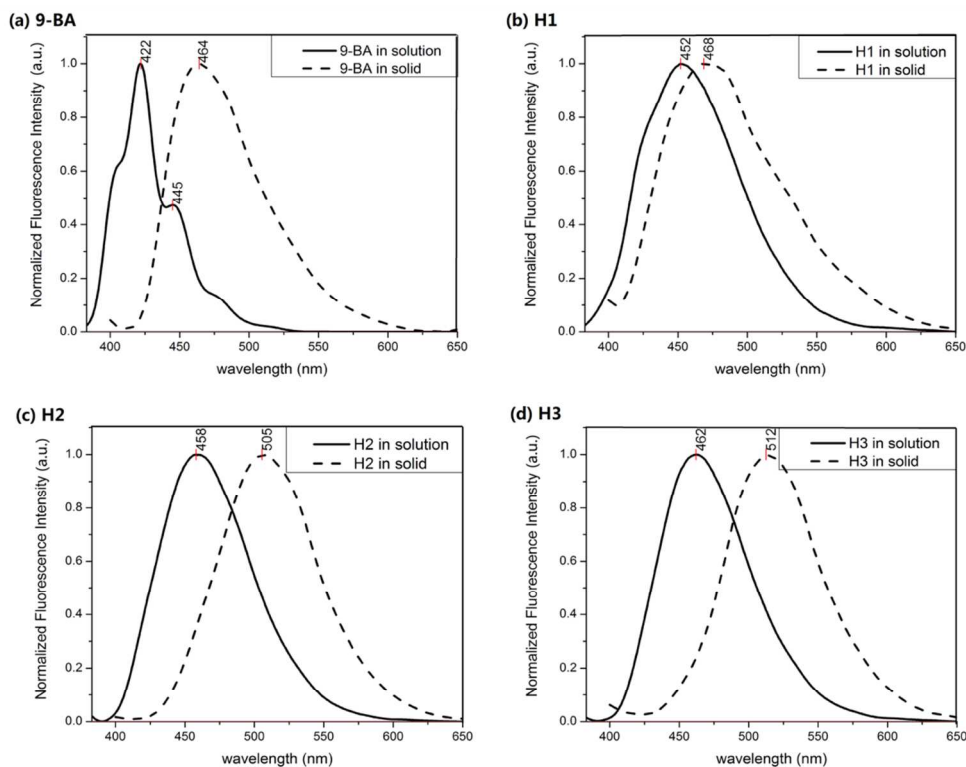 (a) 9-BA
422
464
445
9-BA in solution
9-BA in solid
Normalized Fluorescence Intensity (a.u.)
1.0
0.8
0.6
0.4
0.2
0.0
400 450 500 550 600 650
wavelength (nm)
(b) H1
452
468
H1 in solution
H1 in solid
Normalized Fluorescence Intensity (a.u.)
1.0
0.8
0.6
0.4
0.2
0.0
400 450 500 550 600 650
wavelength (nm)
(c) H2
458
505
H2 in solution
H2 in solid
Normalized Fluorescence Intensity (a.u.)
1.0
0.8
0.6
0.4
0.2
0.0
400 450 500 550 600 650
wavelength (nm)
(d) H3
462
512
H3 in solution
H3 in solid
Normalized Fluorescence Intensity (a.u.)
1.0
0.8
0.6
0.4
0.2
0.0
400 450 500 550 600 650
wavelength (nm)